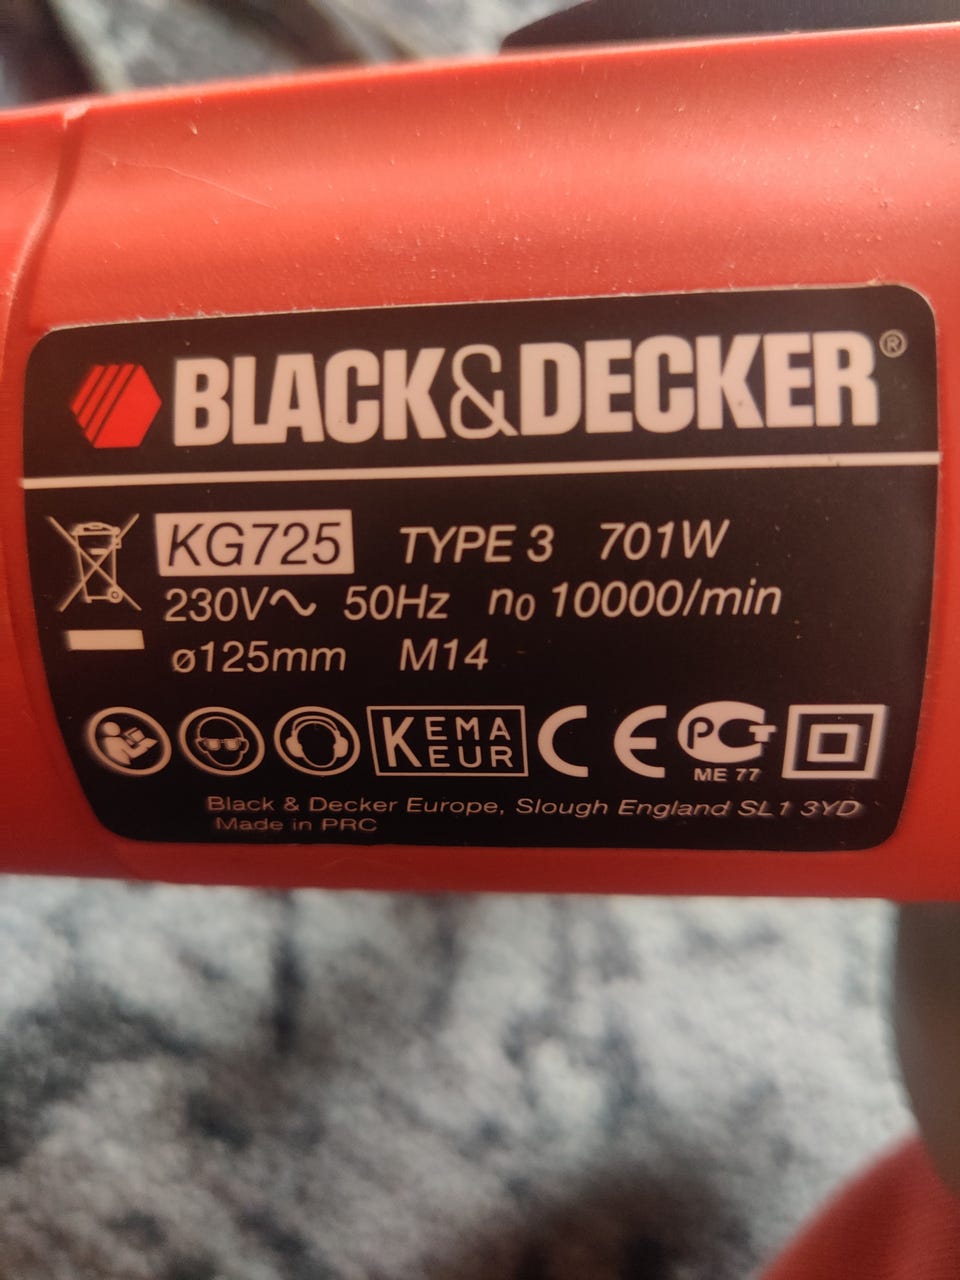 BLACK&DECKER®
KG725 TYPE 3 701W
230V~ 50Hz n₀ 10000/min
ø125mm M14
KEMA
KEUR
CE
PCT
ME 77
Black & Decker Europe, Slough England SL1 3YD
Made in PRC